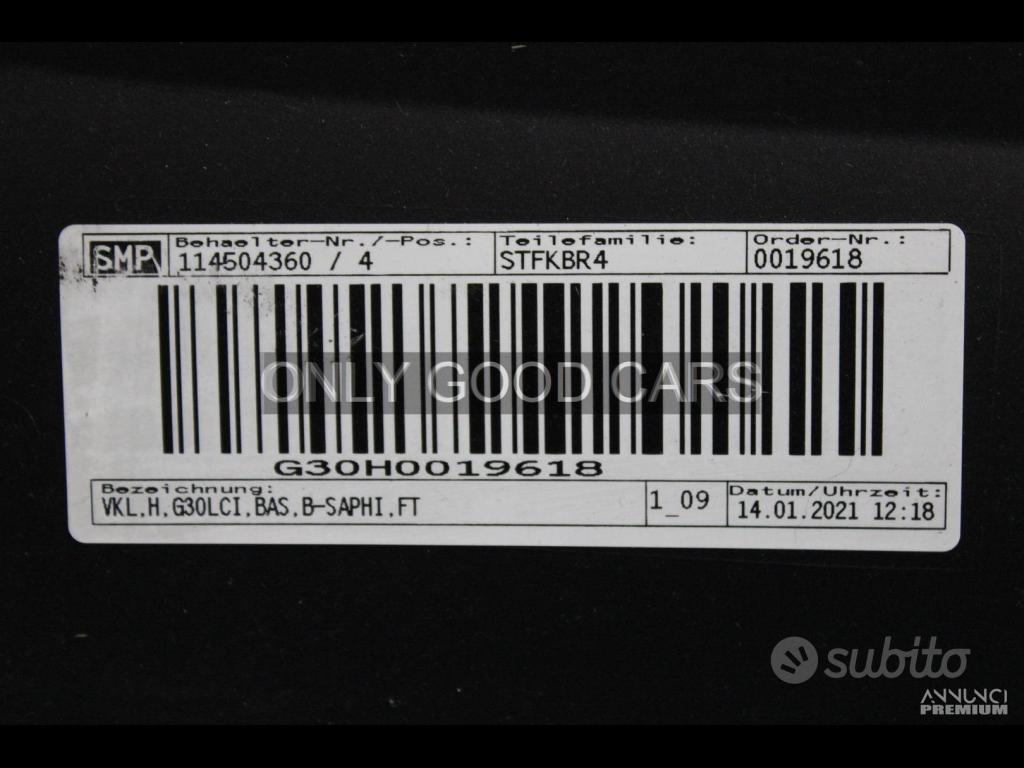 SMP
Behaelter-Nr./-Pos.:
114504360 / 4
Teilefamilie:
STFKBR4
Order-Nr.:
0019618
ONLY GOOD CARS
G30H0019618
Bezeichnung:
VKL,H,G30LCI,BAS,B-SAPHI,FT
1_09
Datum/Uhrzeit:
14.01.2021 12:18
subito
ANNUNCI
PREMIUM